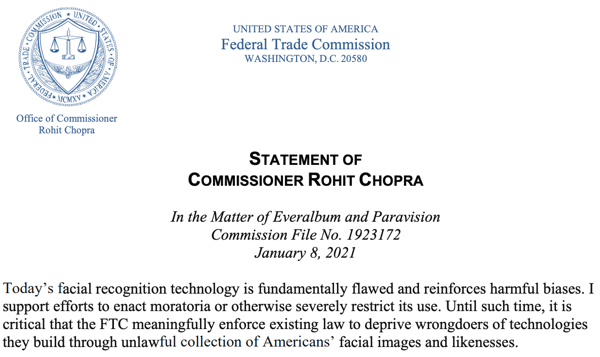 UNITED STATES OF AMERICA
Federal Trade Commission
WASHINGTON, D.C. 20580
FEDERAL TRADE COMMISSION · UNITED STATES OF AMERICA
MCMXV
Office of Commissioner
Rohit Chopra
STATEMENT OF
COMMISSIONER ROHIT CHOPRA
In the Matter of Everalbum and Paravision
Commission File No. 1923172
January 8, 2021
Today’s facial recognition technology is fundamentally flawed and reinforces harmful biases. I
support efforts to enact moratoria or otherwise severely restrict its use. Until such time, it is
critical that the FTC meaningfully enforce existing law to deprive wrongdoers of technologies
they build through unlawful collection of Americans’ facial images and likenesses.